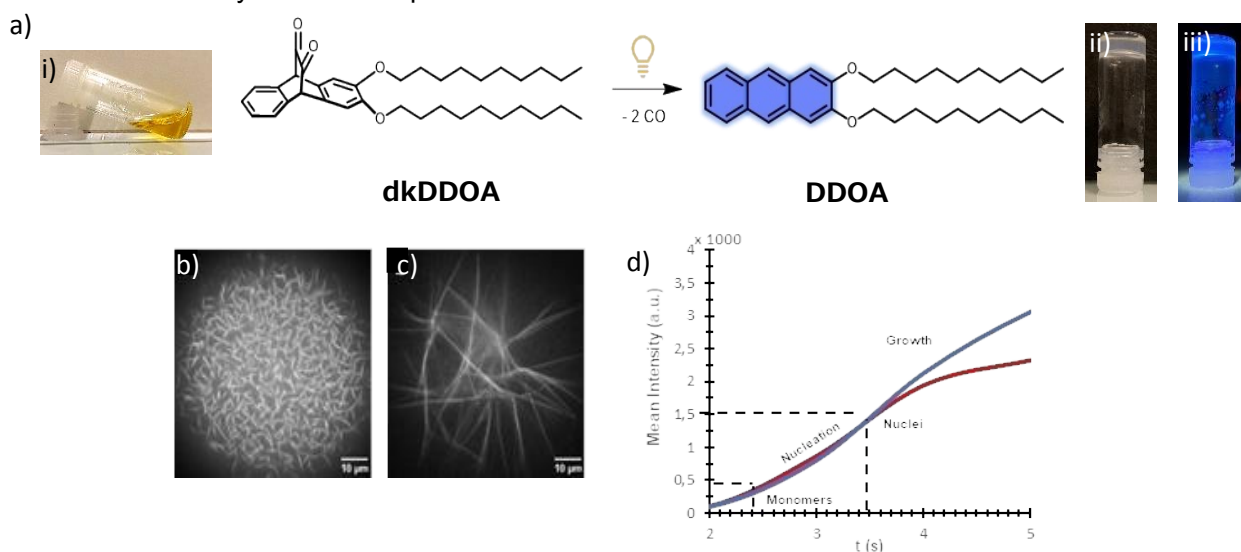 a)
i)
O
O
O
O
- 2 CO
O
O
ii)
iii)
dkDDOA
DDOA
b)
10 µm
c)
10 µm
d)
x 1000
Mean Intensity (a.u.)
4
3,5
3
2,5
2
1,5
1
0,5
0
Growth
Nuclei
Nucleation
Monomers
2
3
4
5
t (s)